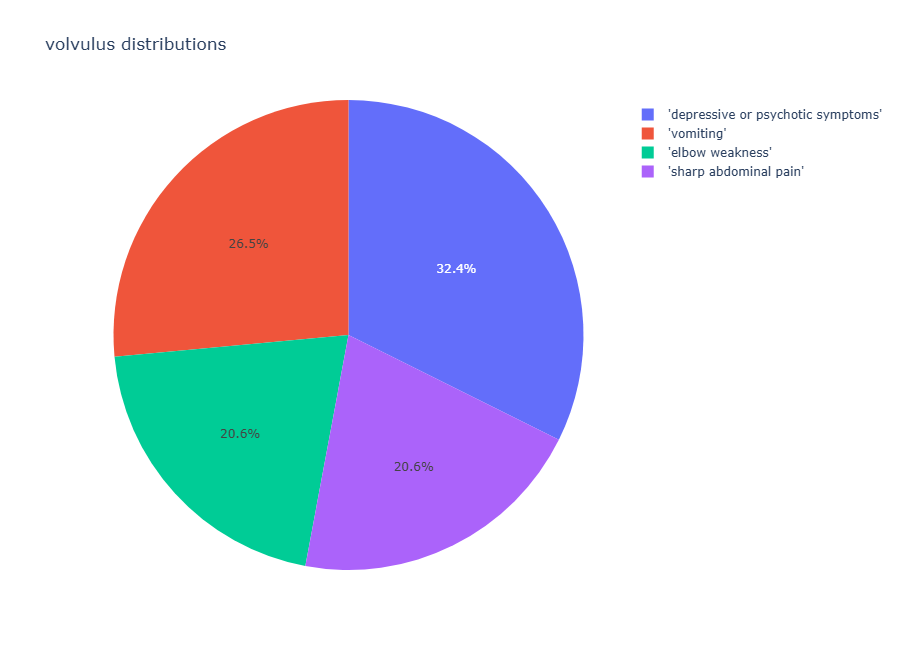 volvulus distributions
'depressive or psychotic symptoms'
'vomiting'
'elbow weakness'
'sharp abdominal pain'
26.5%
32.4%
20.6%
20.6%